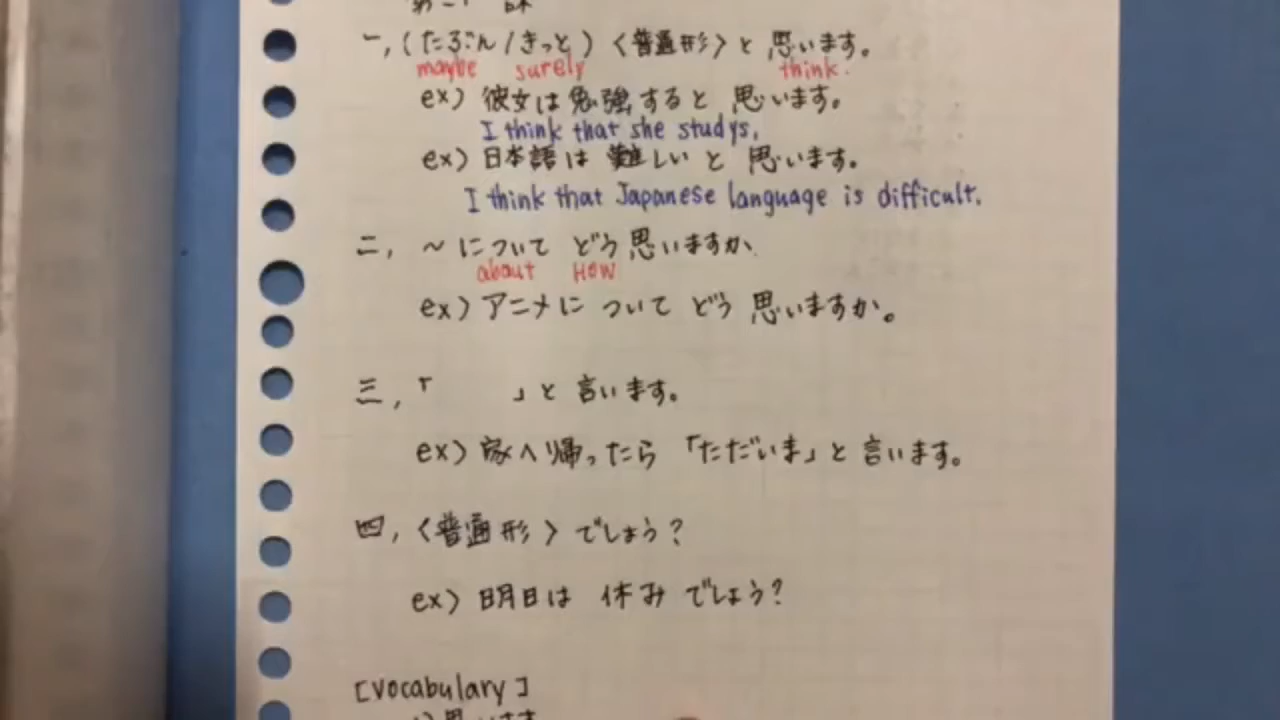 一,(たぶん/きっと)〈普通形〉と 思います。
maybe surely think.
ex) 彼女は 勉強すると 思います。
I think that she studys.
ex) 日本語は 難しい と 思います。
I think that Japanese language is difficult.
二, 〜について どう思いますか。
about How
ex) アニメに ついて どう 思いますか。
三,「 」と 言います。
ex) 家へ帰ったら 「ただいま」と 言います。
四,〈普通形〉でしょう?
ex) 明日は 休み でしょう?
[Vocabulary]